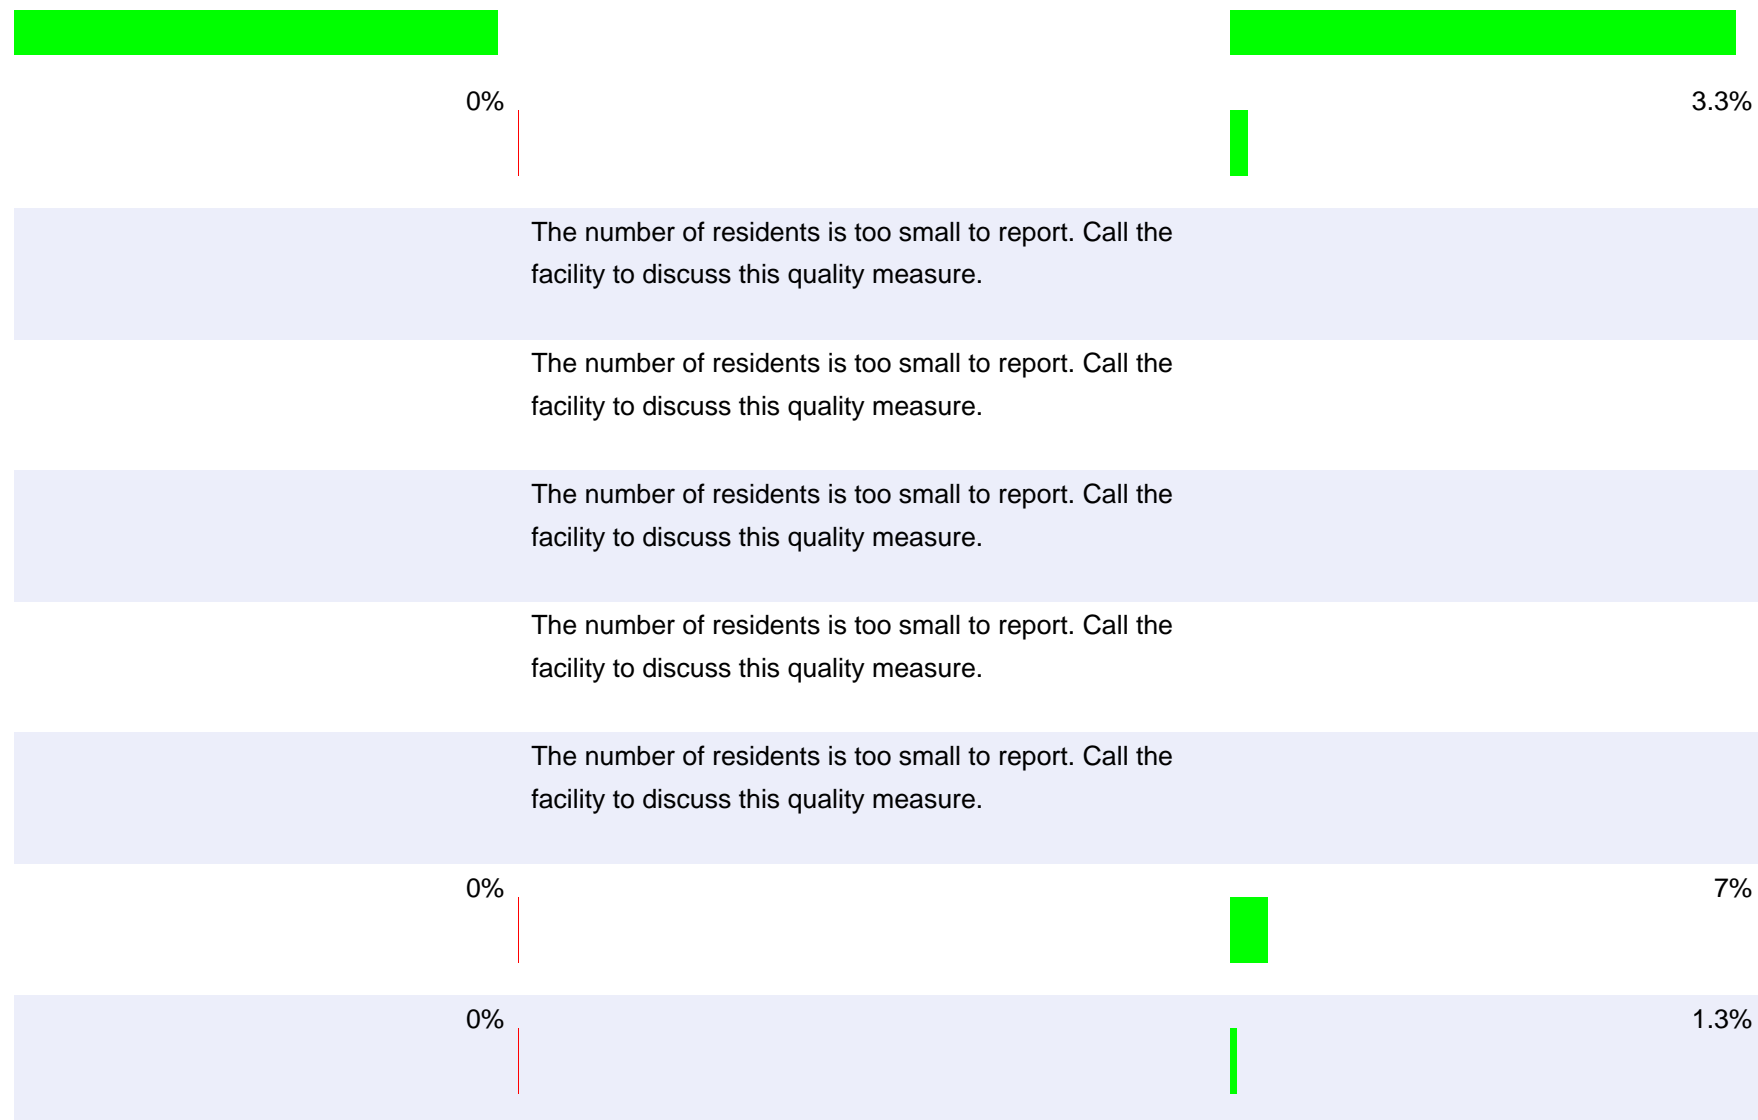 0%
3.3%
The number of residents is too small to report. Call the
facility to discuss this quality measure.
The number of residents is too small to report. Call the
facility to discuss this quality measure.
The number of residents is too small to report. Call the
facility to discuss this quality measure.
The number of residents is too small to report. Call the
facility to discuss this quality measure.
The number of residents is too small to report. Call the
facility to discuss this quality measure.
0%
7%
0%
1.3%